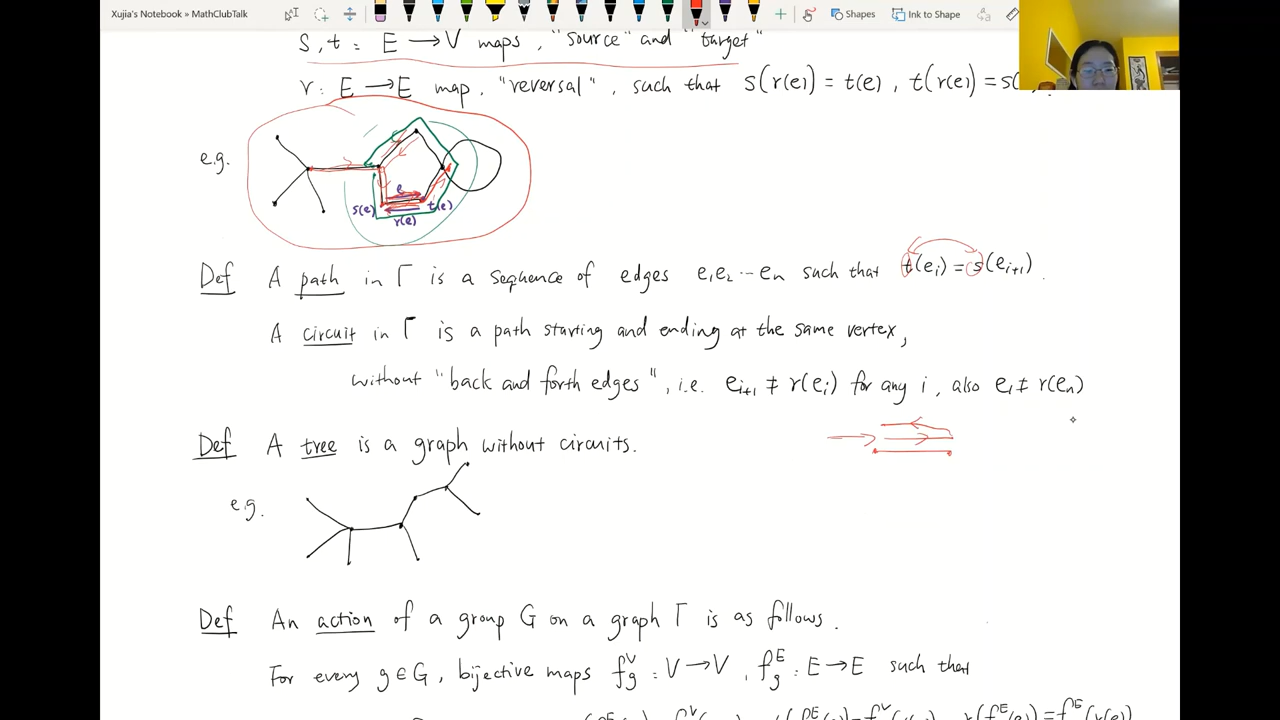 Xujia's Notebook » MathClubTalk
Shapes
Ink to Shape
S, t : E → V maps, "source" and "target"
r : E → E map, "reversal", such that s(r(e)) = t(e), t(r(e)) = s(
e.g.
e
s(e) t(e)
r(e)
Def A path in Γ is a sequence of edges e₁e₂ ⋯ eₙ such that t(eᵢ) = s(eᵢ₊₁).
A circuit in Γ is a path starting and ending at the same vertex,
without "back and forth edges", i.e. eᵢ₊₁ ≠ r(eᵢ) for any i, also e₁ ≠ r(eₙ)
Def A tree is a graph without circuits.
e.g.
Def An action of a group G on a graph Γ is as follows.
For every g ∈ G, bijective maps f_g^V : V → V, f_g^E : E → E such that